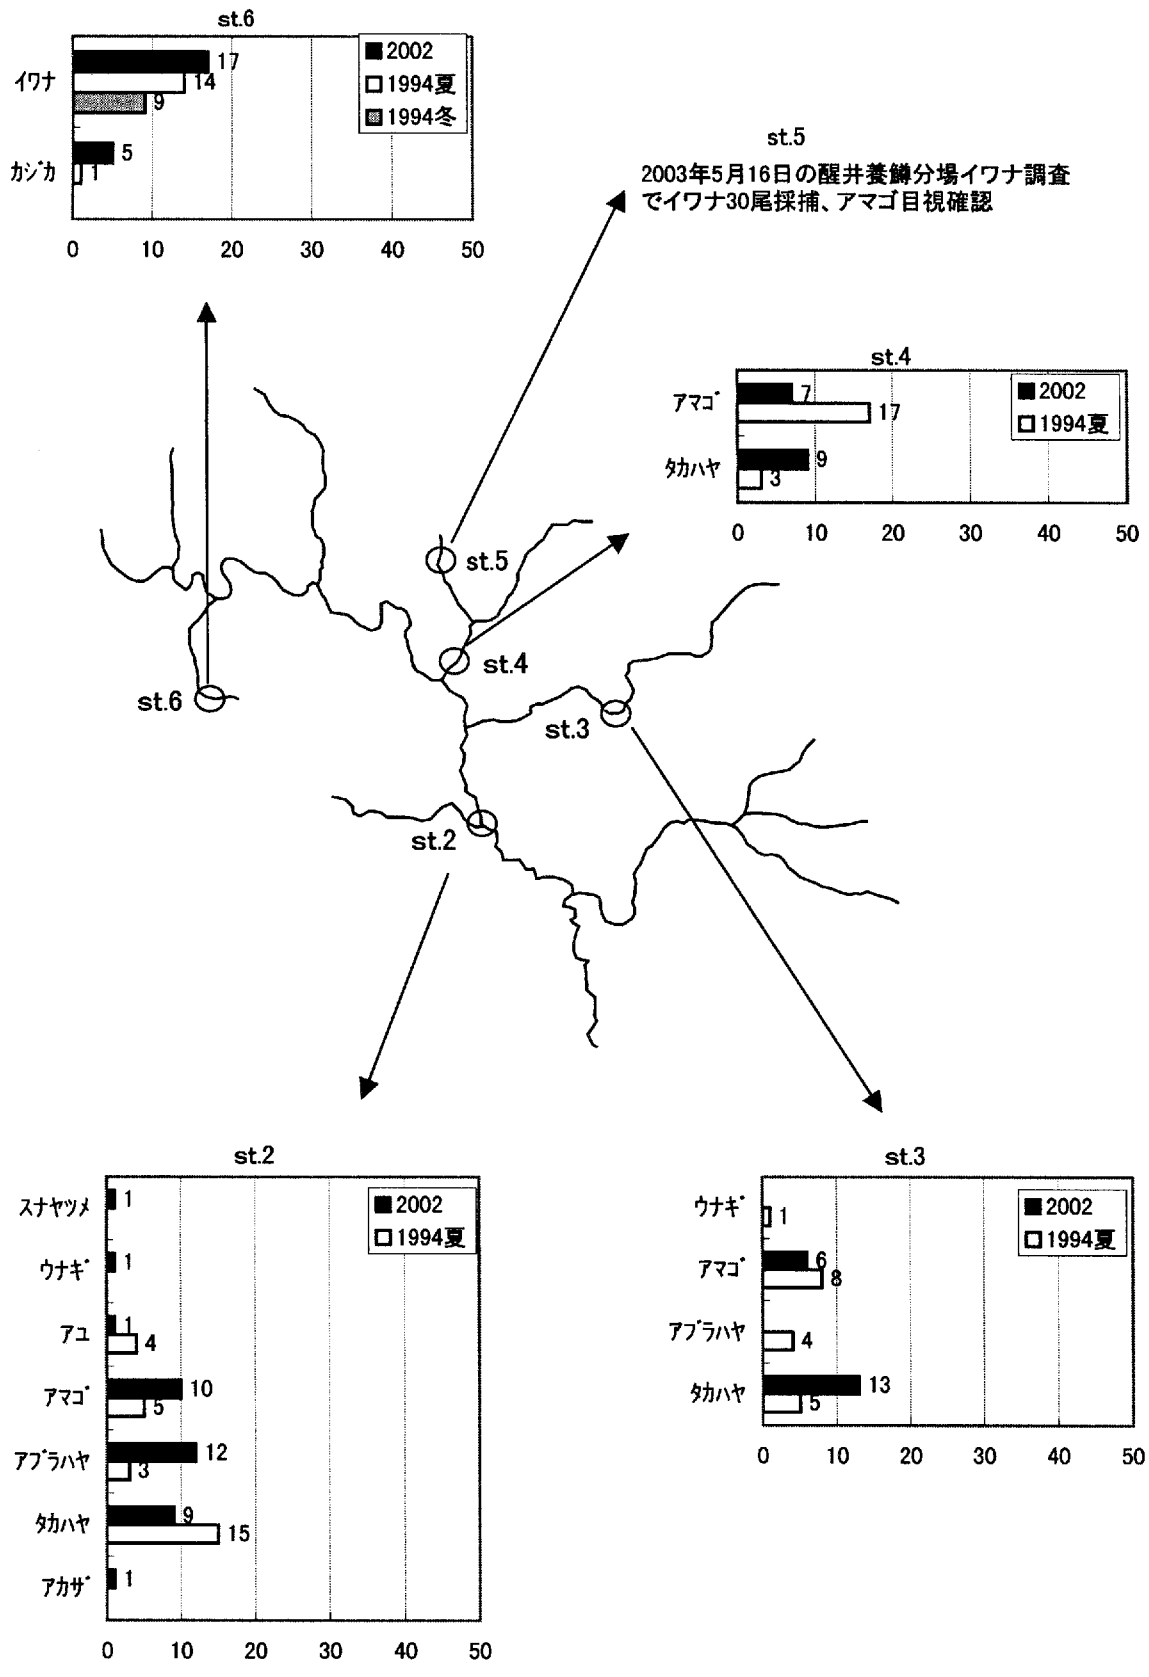 st.6
2002
1994夏
1994冬
イワナ
17
14
9
カジカ
5
1
0 10 20 30 40 50
st.5
2003年5月16日の醒井養鱒分場イワナ調査
でイワナ30尾採捕、アマゴ目視確認
st.4
2002
1994夏
アマゴ
7
17
タカハヤ
9
3
0 10 20 30 40 50
st.5
st.4
st.6
st.3
st.2
st.2
2002
1994夏
スナヤツメ
1
ウナギ
1
アユ
1
4
アマゴ
10
5
アブラハヤ
12
3
タカハヤ
9
15
アカザ
1
0 10 20 30 40 50
st.3
2002
1994夏
ウナギ
1
アマゴ
6
8
アブラハヤ
4
タカハヤ
13
5
0 10 20 30 40 50